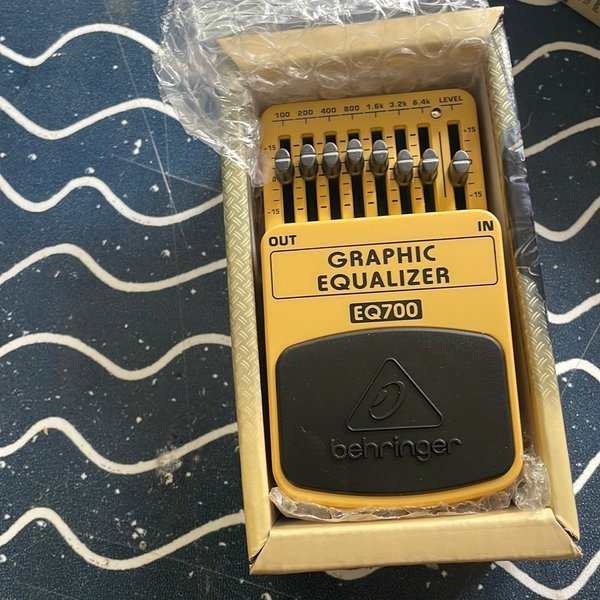 100 200 400 800 1.6k 3.2k 6.4k LEVEL
+15 +15
0
-15 -15
OUT IN
GRAPHIC
EQUALIZER
EQ700
behringer